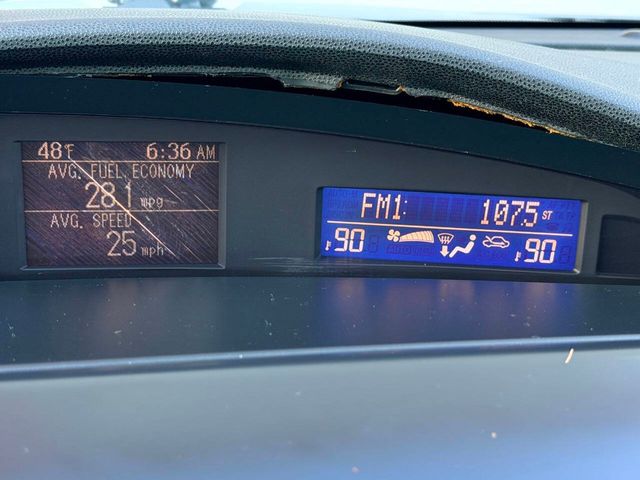 48°F 6:36 AM
AVG. FUEL ECONOMY
28.1 mpg
AVG. SPEED
25 mph
FM1: 107.5 ST
90 90